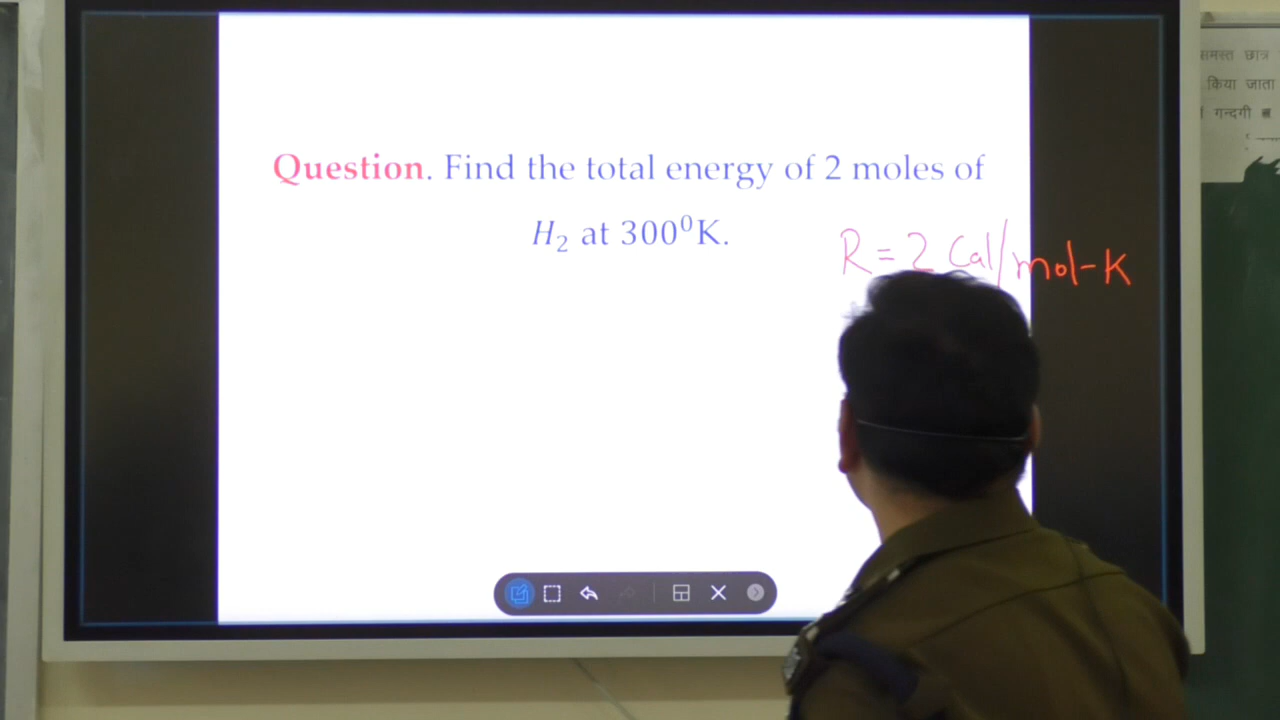 Question. Find the total energy of 2 moles of
H₂ at 300⁰K.
R = 2 Cal/mol-K
समस्त छात्र
किया जाता
गन्दगी